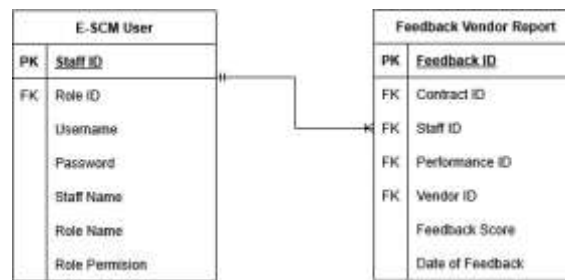 E-SCM User
PK Staff ID
FK Role ID
Username
Password
Staff Name
Role Name
Role Permision
Feedback Vendor Report
PK Feedback ID
FK Contract ID
FK Staff ID
FK Performance ID
FK Vendor ID
Feedback Score
Date of Feedback